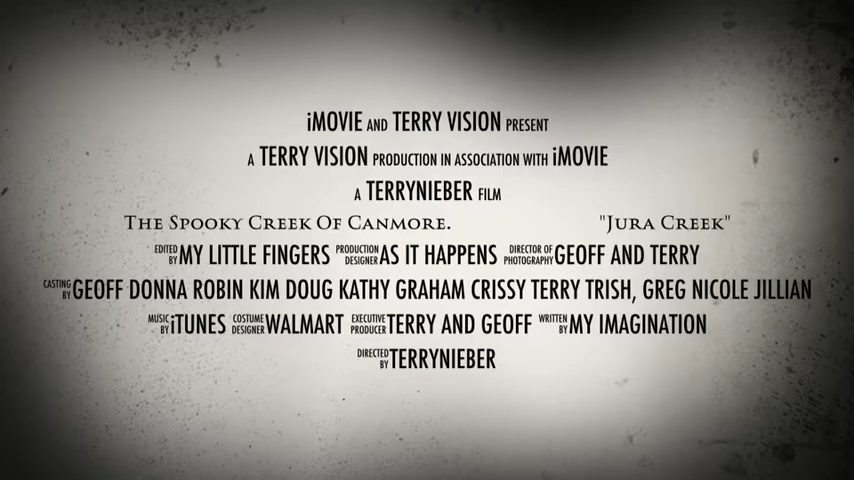 iMOVIE AND TERRY VISION PRESENT
A TERRY VISION PRODUCTION IN ASSOCIATION WITH iMOVIE
A TERRYNIEBER FILM
THE SPOOKY CREEK OF CANMORE. "JURA CREEK"
EDITED BY MY LITTLE FINGERS PRODUCTION DESIGNER AS IT HAPPENS DIRECTOR OF PHOTOGRAPHY GEOFF AND TERRY
CASTING BY GEOFF DONNA ROBIN KIM DOUG KATHY GRAHAM CRISSY TERRY TRISH, GREG NICOLE JILLIAN
MUSIC BY iTUNES COSTUME DESIGNER WALMART EXECUTIVE PRODUCER TERRY AND GEOFF WRITTEN BY MY IMAGINATION
DIRECTED BY TERRYNIEBER